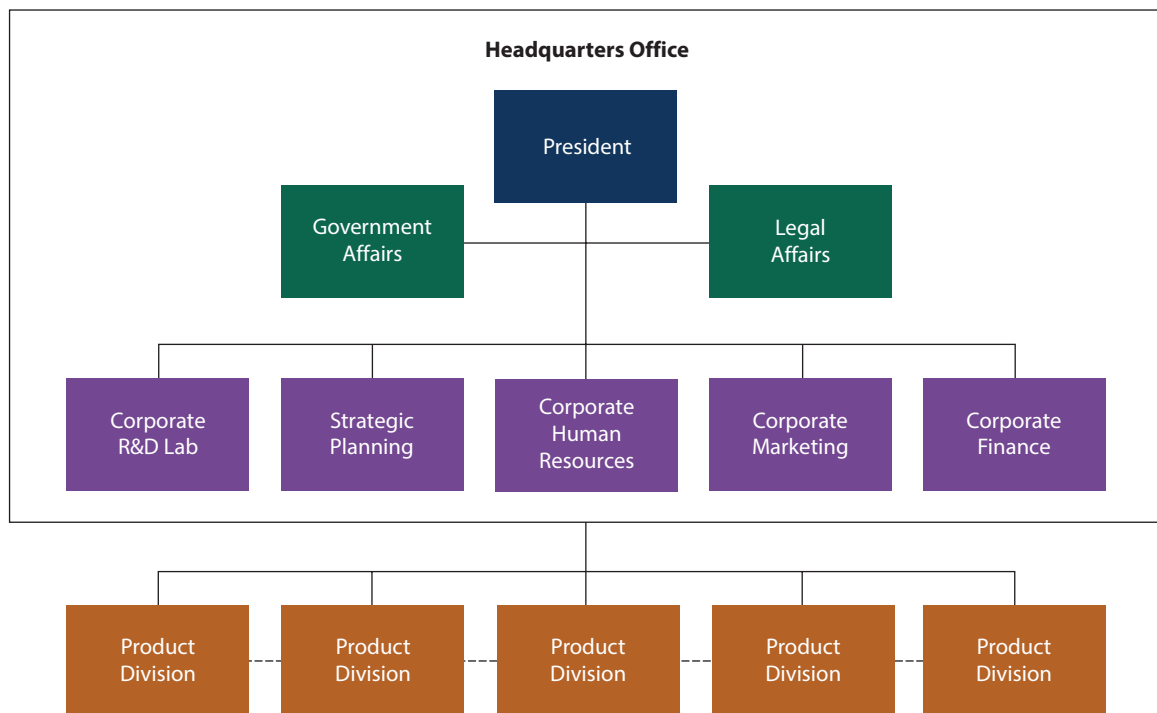 Headquarters Office
President
Government
Affairs
Legal
Affairs
Corporate
R&D Lab
Strategic
Planning
Corporate
Human
Resources
Corporate
Marketing
Corporate
Finance
Product
Division
Product
Division
Product
Division
Product
Division
Product
Division